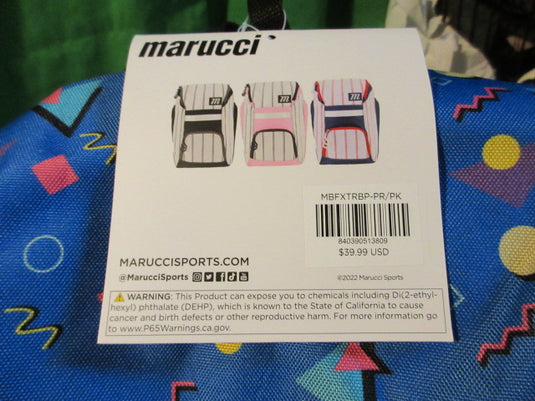 marucci
MBFXTRBP-PR/PK
840390513809
$39.99 USD
MARUCCISPORTS.COM
@MarucciSports
©2022 Marucci Sports
WARNING: This Product can expose you to chemicals including Di(2-ethyl-
hexyl) phthalate (DEHP), which is known to the State of California to cause
cancer and birth defects or other reproductive harm. For more information go
to www.P65Warnings.ca.gov.